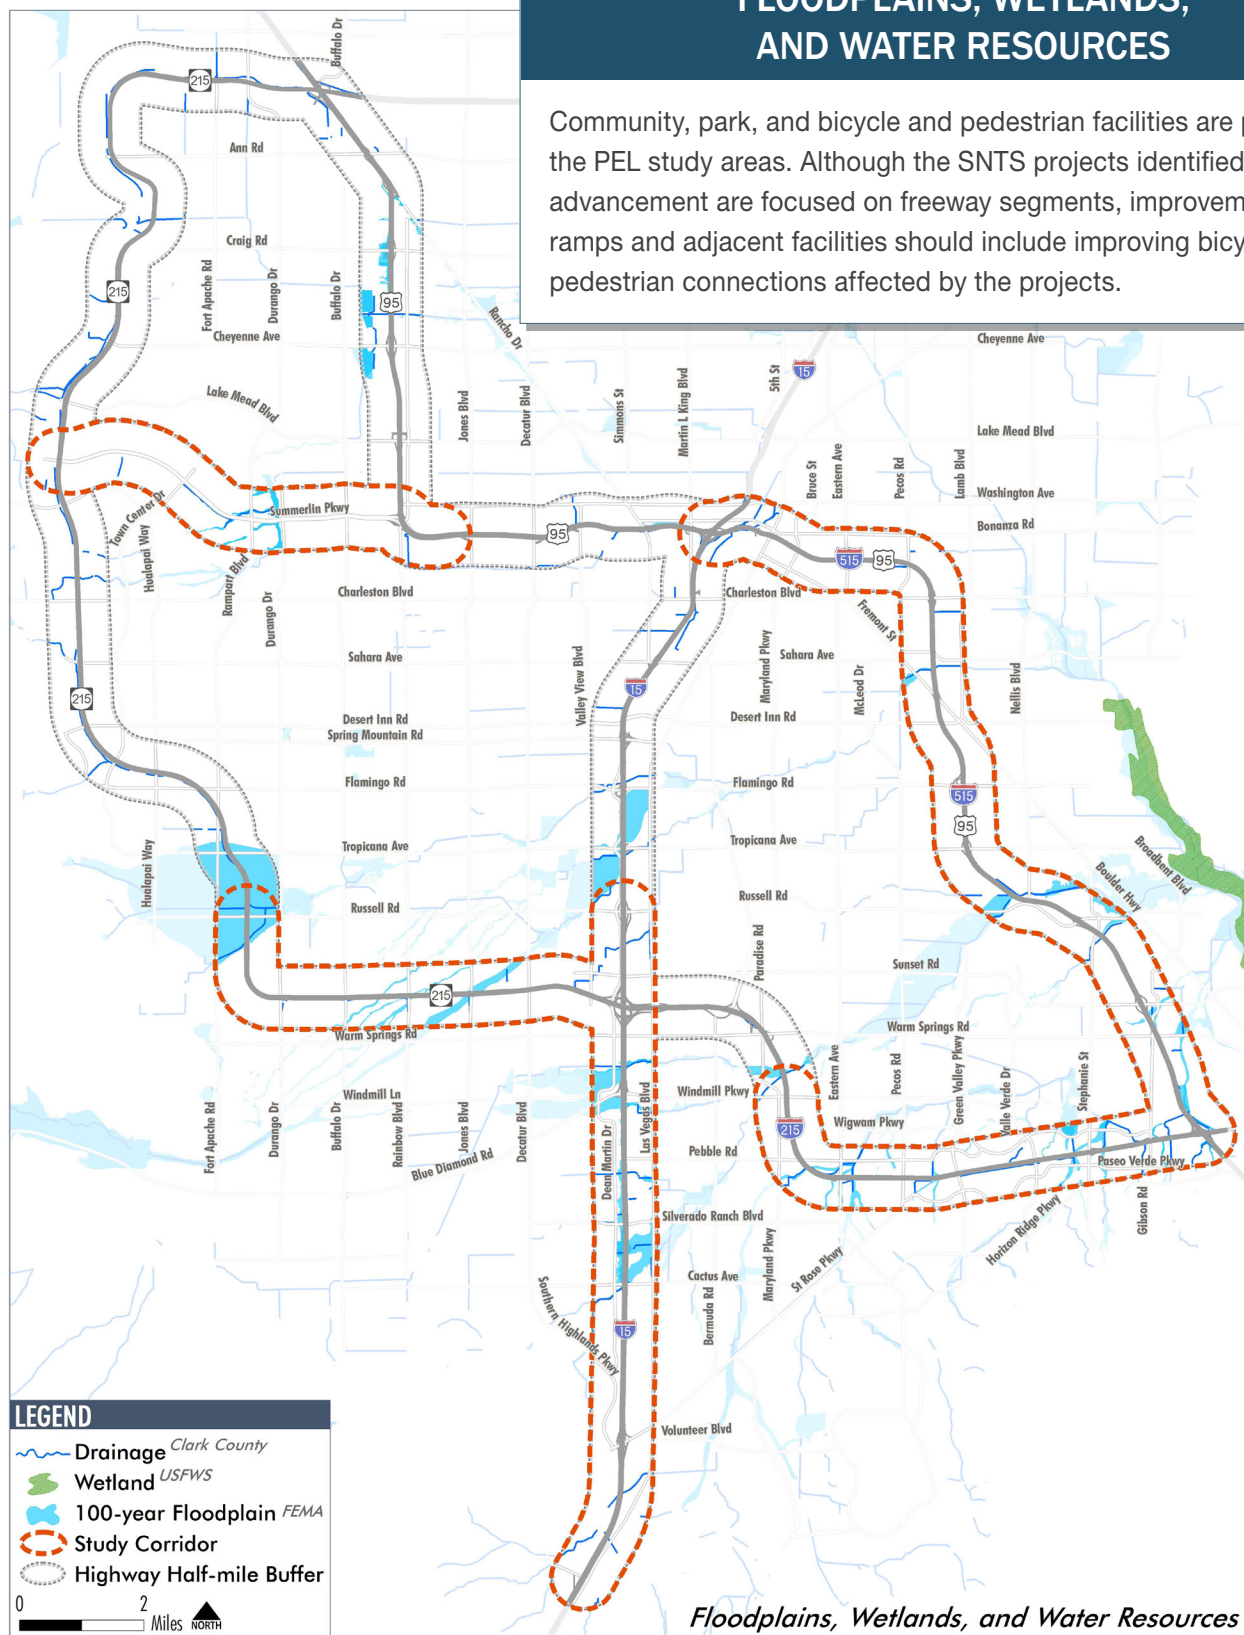 FLOODPLAINS, WETLANDS,
AND WATER RESOURCES
Community, park, and bicycle and pedestrian facilities are
the PEL study areas. Although the SNTS projects identified
advancement are focused on freeway segments,
ramps and adjacent facilities should include improving
pedestrian connections affected by the projects.
Buffalo Dr
215
Ann Rd
Craig Rd
215
Fort Apache Rd
Durango Dr
Buffalo Dr
95
Rancho Dr
Cheyenne Ave
Cheyenne Ave
15
5th St
Lake Mead Blvd
Jones Blvd
Decatur Blvd
Simmons St
Martin L King Blvd
Lake Mead Blvd
Bruce St
Eastern Ave
Pecos Rd
Lamb Blvd
Washington Ave
Town Center Dr
Summerlin Pkwy
95
Bonanza Rd
Hualapai Way
Rampart Blvd
Durango Dr
515
95
Charleston Blvd
Charleston Blvd
Fremont St
Sahara Ave
Valley View Blvd
Maryland Pkwy
Sahara Ave
McLeod Dr
Nellis Blvd
215
15
Desert Inn Rd
Spring Mountain Rd
Desert Inn Rd
Flamingo Rd
Flamingo Rd
515
95
Tropicana Ave
Tropicana Ave
Broadbent Blvd
Hualapai Way
Boulder Hwy
Russell Rd
Russell Rd
Paradise Rd
Sunset Rd
215
Warm Springs Rd
Warm Springs Rd
Windmill Ln
Windmill Pkwy
Eastern Ave
Pecos Rd
Green Valley Pkwy
Valle Verde Dr
Stephanie St
Fort Apache Rd
Durango Dr
Buffalo Dr
Rainbow Blvd
Jones Blvd
Decatur Blvd
Dean Martin Dr
Las Vegas Blvd
215
Wigwam Pkwy
Blue Diamond Rd
Pebble Rd
Paseo Verde Pkwy
Silverado Ranch Blvd
Horizon Ridge Pkwy
Gibson Rd
Cactus Ave
Bermuda Rd
Maryland Pkwy
St Rose Pkwy
Southern Highlands Pkwy
15
Volunteer Blvd
LEGEND
Drainage Clark County
Wetland USFWS
100-year Floodplain FEMA
Study Corridor
Highway Half-mile Buffer
0 2 Miles NORTH
Floodplains, Wetlands, and Water Resources